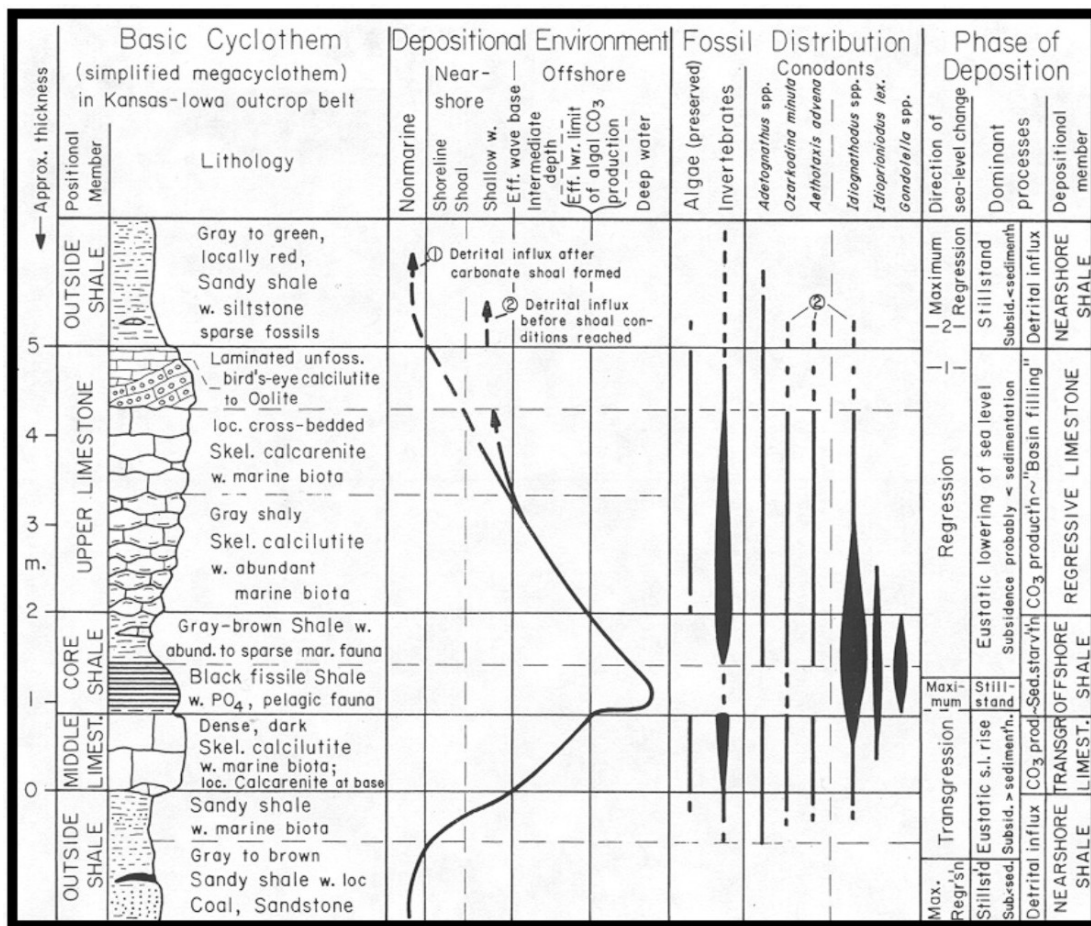 Basic Cyclothem
(simplified megacyclothem)
in Kansas-Iowa outcrop belt
Lithology
Approx. thickness
Positional
Member
Depositional Environment
Nonmarine
Near-
shore
Shoreline
Shoal
Shallow w.
Eff. wave base
Offshore
Intermediate
depth
Eff. lwr. limit
of algal CO3
production
Deep water
Fossil Distribution
Conodonts
Algae (preserved)
Invertebrates
Adetognathus spp.
Ozarkodina minuta
Aethotaxis advena
Idiognathodus spp.
Idioprioniodus lex.
Gondolella spp.
Phase of
Deposition
Direction of
sea-level change
Dominant
processes
Depositional
member
OUTSIDE
SHALE
Gray to green,
locally red,
Sandy shale
w. siltstone
sparse fossils
① Detrital influx after
carbonate shoal formed
② Detrital influx
before shoal con-
ditions reached
②
Maximum
Regression
2
1
Stillstand
Subsid.<sediment'n
Detrital influx
NEARSHORE
SHALE
5
4
3
m.
2
1
0
UPPER LIMESTONE
Laminated unfoss.
bird's-eye calcilutite
to Oolite
loc. cross-bedded
Skel. calcarenite
w. marine biota
Gray shaly
Skel. calcilutite
w. abundant
marine biota
Regression
Eustatic lowering of sea level
Subsidence probably < sedimentation
CO3 product'n~"Basin filling"
REGRESSIVE LIMESTONE
CORE
SHALE
Gray-brown Shale w.
abund. to sparse mar. fauna
Black fissile Shale
w. PO4, pelagic fauna
Maxi-
mum
Still-
stand
Sed.starv'tn
OFFSHORE
SHALE
MIDDLE
LIMEST.
Dense, dark
Skel. calcilutite
w. marine biota;
loc. Calcarenite at base
Transgression
Eustatic s.l. rise
Subsid. > sediment'n.
CO3 prod.
TRANSGR.
LIMEST.
OUTSIDE
SHALE
Sandy shale
w. marine biota
Gray to brown
Sandy shale w. loc
Coal, Sandstone
Max.
Regr's'n
Stillst'd
Sub.<sed.
Detrital influx
NEARSHORE
SHALE